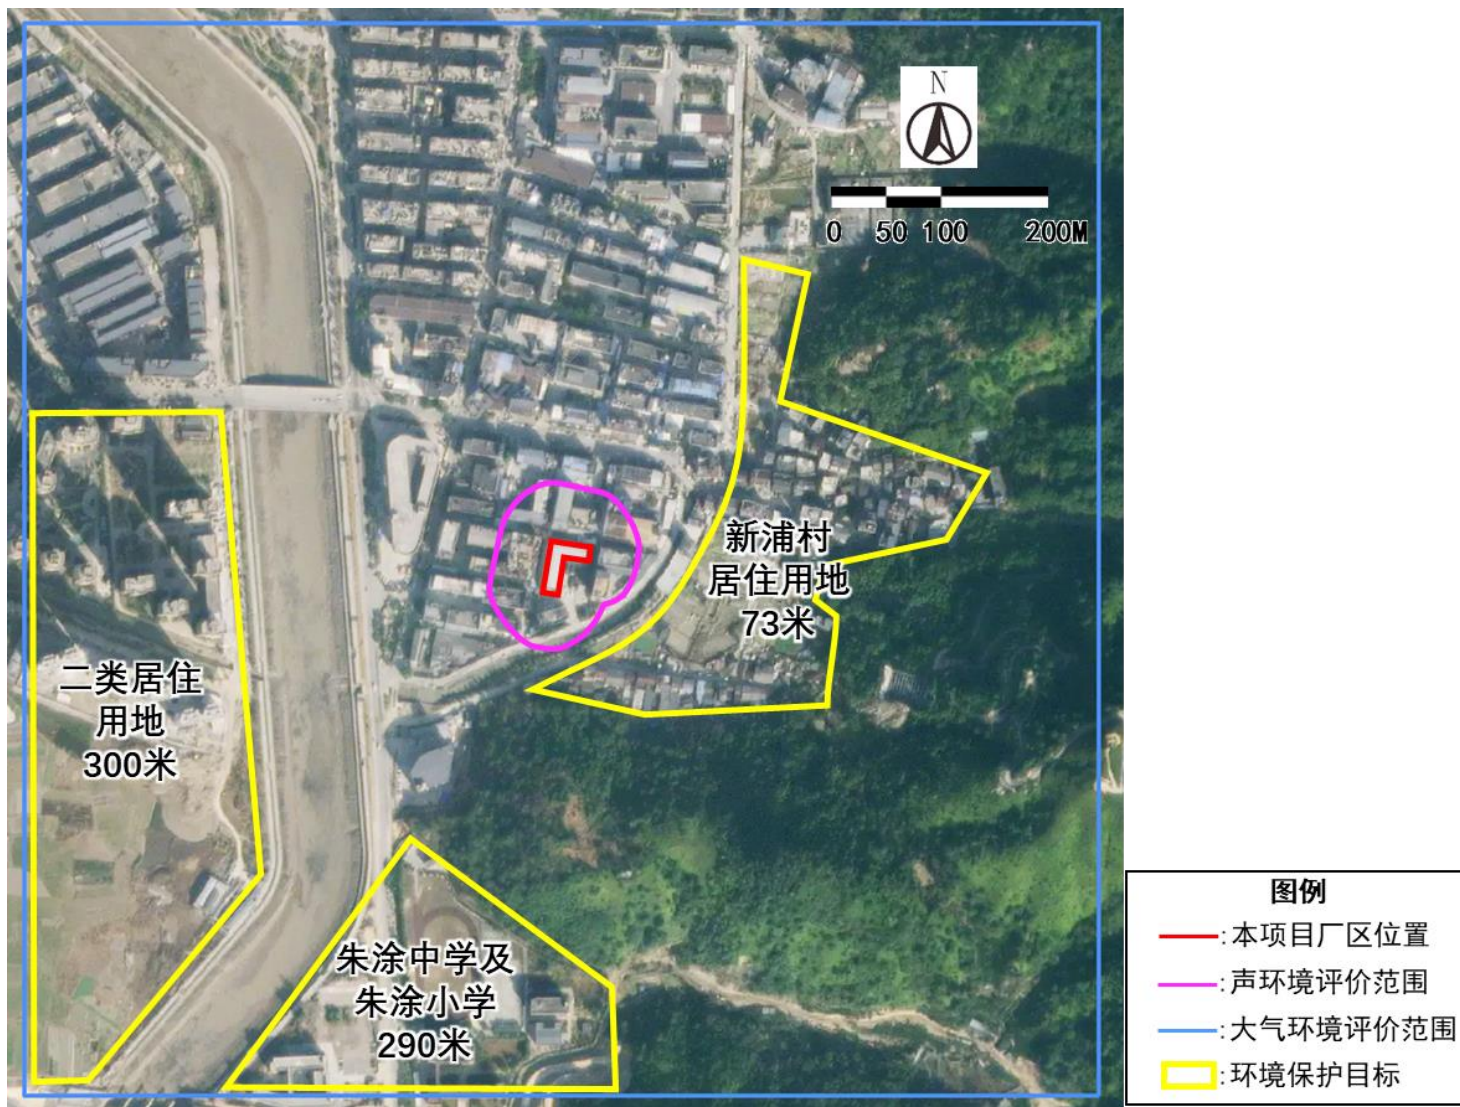 N
0 50 100 200M
新浦村
居住用地
73米
二类居住
用地
300米
朱涂中学及
朱涂小学
290米
图例
:本项目厂区位置
:声环境评价范围
:大气环境评价范围
:环境保护目标